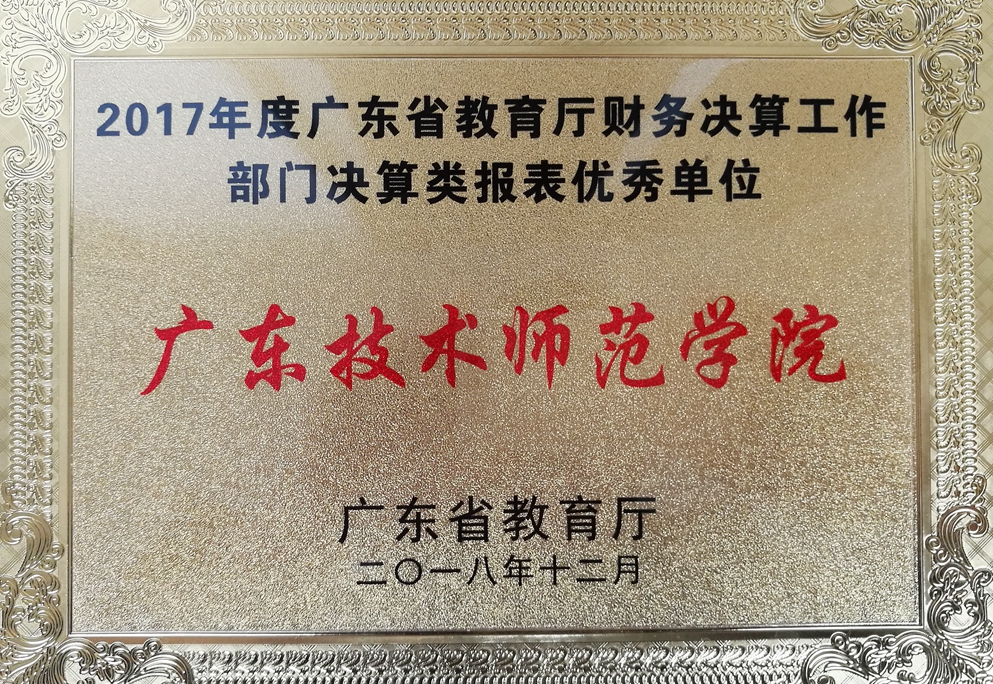 2017年度广东省教育厅财务决算工作
部门决算类报表优秀单位
广东技术师范学院
广东省教育厅
二〇一八年十二月